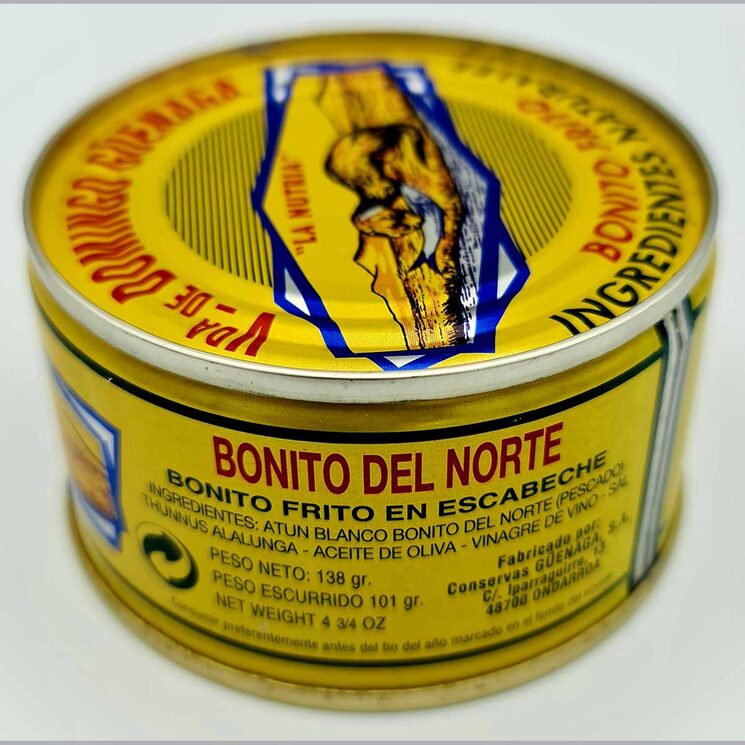 Vda DE DOMINGO GÜENAGA
"LA NUTRIA"
BONITO FRITO
INGREDIENTES NATURALES
BONITO DEL NORTE
BONITO FRITO EN ESCABECHE
INGREDIENTES: ATUN BLANCO BONITO DEL NORTE (PESCADO)
THUNNUS ALALUNGA - ACEITE DE OLIVA - VINAGRE DE VINO - SAL
PESO NETO: 138 gr.
PESO ESCURRIDO 101 gr.
NET WEIGHT 4 3/4 OZ
Fabricado por:
Conservas GÜENAGA, S.A.
C/. Iparraguirre, 13
48700 ONDARROA
Consumir preferentemente antes del fin del año marcado en el fondo del envase